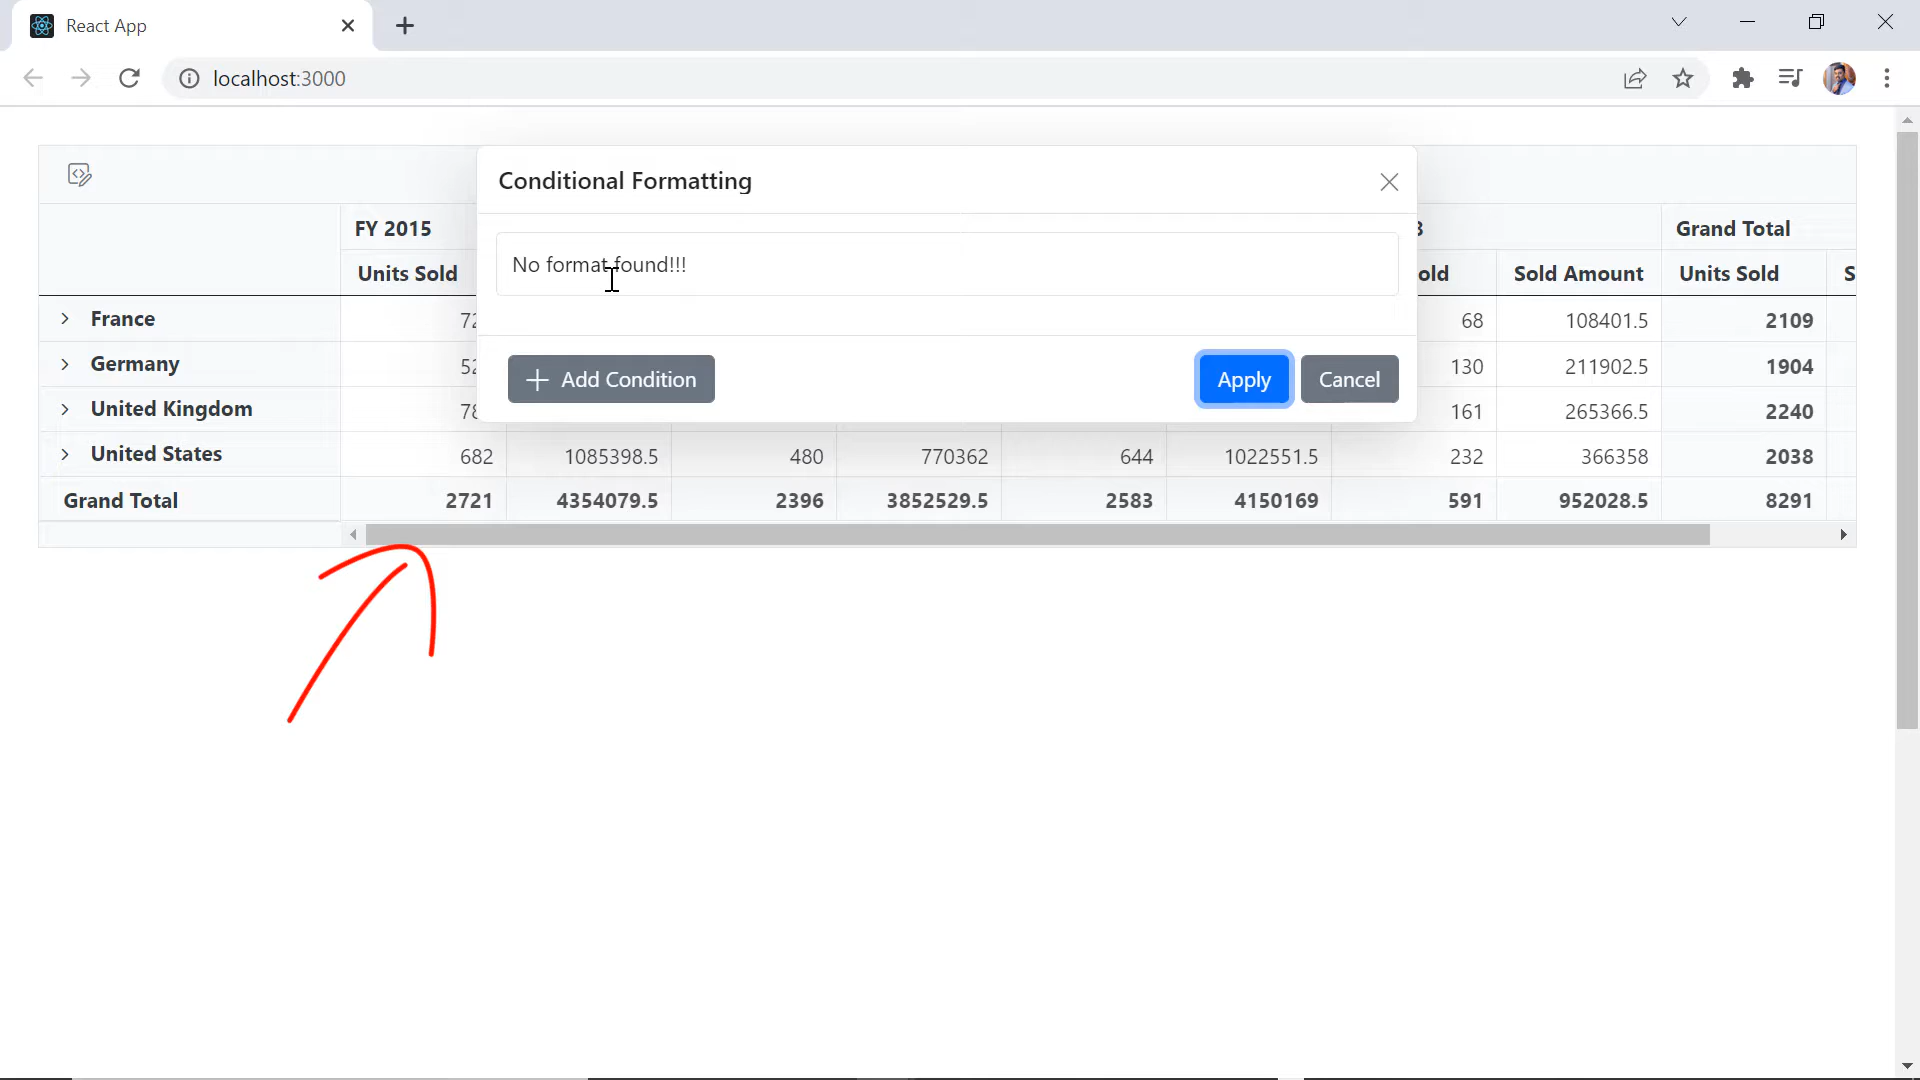 React App
localhost:3000
Conditional Formatting
No format found!!!
Add Condition
Apply Cancel
FY 2015 Grand Total
Units Sold old Sold Amount Units Sold S
France 68 108401.5 2109
Germany 130 211902.5 1904
United Kingdom 161 265366.5 2240
United States 682 1085398.5 480 770362 644 1022551.5 232 366358 2038
Grand Total 2721 4354079.5 2396 3852529.5 2583 4150169 591 952028.5 8291